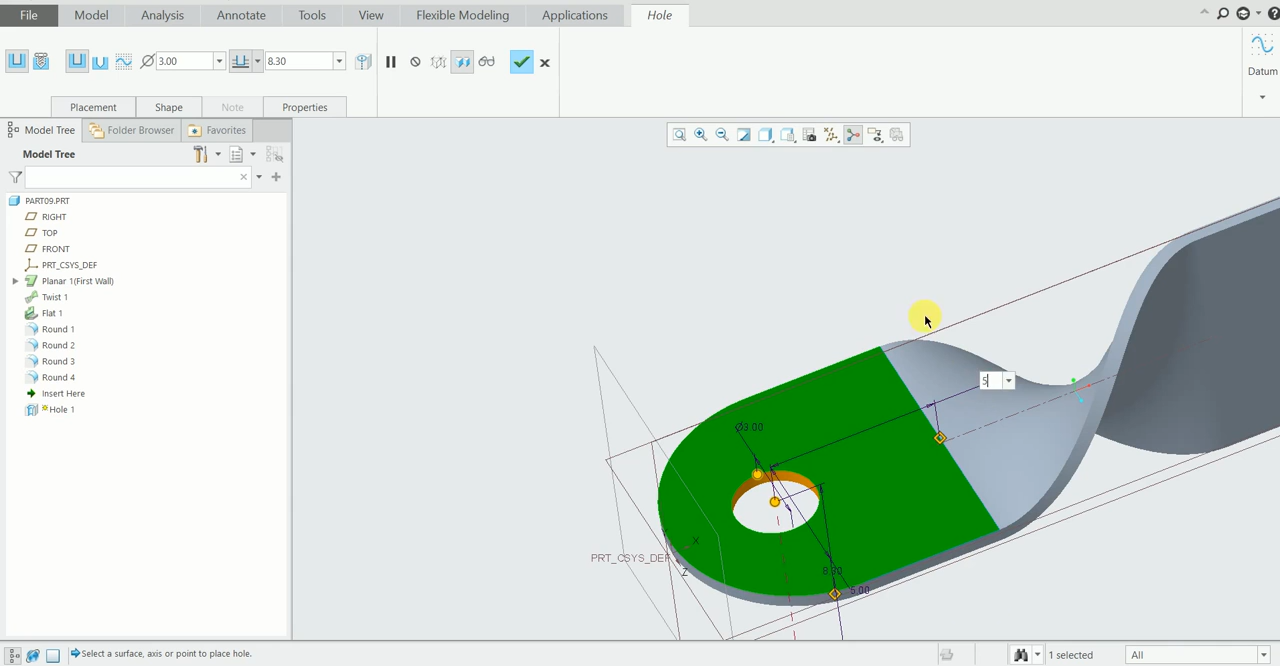 File Model Analysis Annotate Tools View Flexible Modeling Applications Hole
3.00 8.30
Datum
Placement Shape Note Properties
Model Tree Folder Browser Favorites
Model Tree
PART09.PRT
RIGHT
TOP
FRONT
PRT_CSYS_DEF
Planar 1(First Wall)
Twist 1
Flat 1
Round 1
Round 2
Round 3
Round 4
Insert Here
Hole 1
5
Ø3.00
X
PRT_CSYS_DEF
Z
8.30
5.00
Select a surface, axis or point to place hole.
1 selected
All